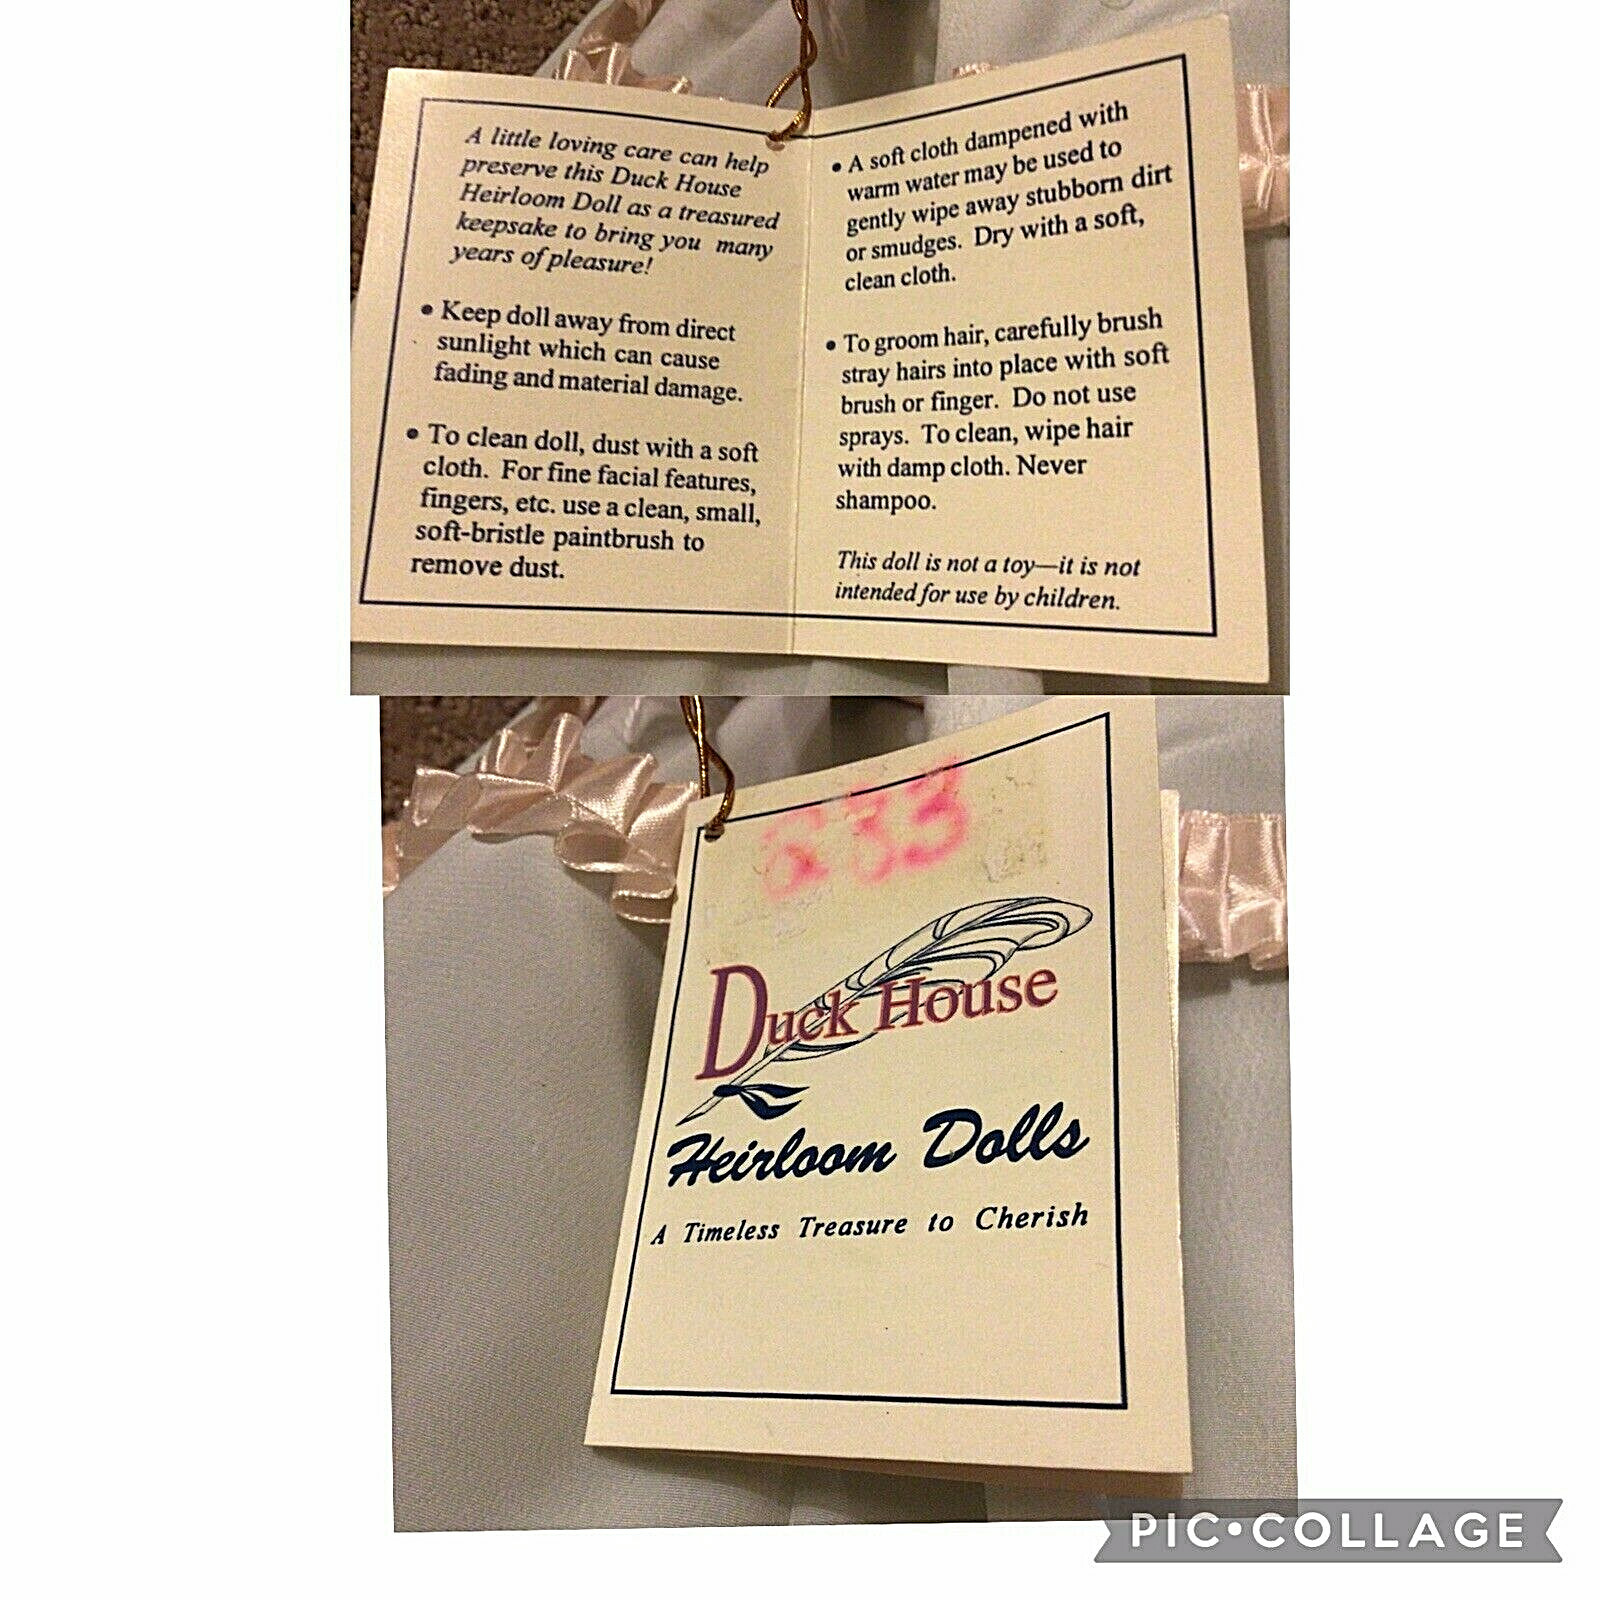 A little loving care can help
preserve this Duck House
Heirloom Doll as a treasured
keepsake to bring you many
years of pleasure!
• Keep doll away from direct
sunlight which can cause
fading and material damage.
• To clean doll, dust with a soft
cloth. For fine facial features,
fingers, etc. use a clean, small,
soft-bristle paintbrush to
remove dust.
• A soft cloth dampened with
warm water may be used to
gently wipe away stubborn dirt
or smudges. Dry with a soft,
clean cloth.
• To groom hair, carefully brush
stray hairs into place with soft
brush or finger. Do not use
sprays. To clean, wipe hair
with damp cloth. Never
shampoo.
This doll is not a toy—it is not
intended for use by children.
Duck House
Heirloom Dolls
A Timeless Treasure to Cherish
PIC•COLLAGE